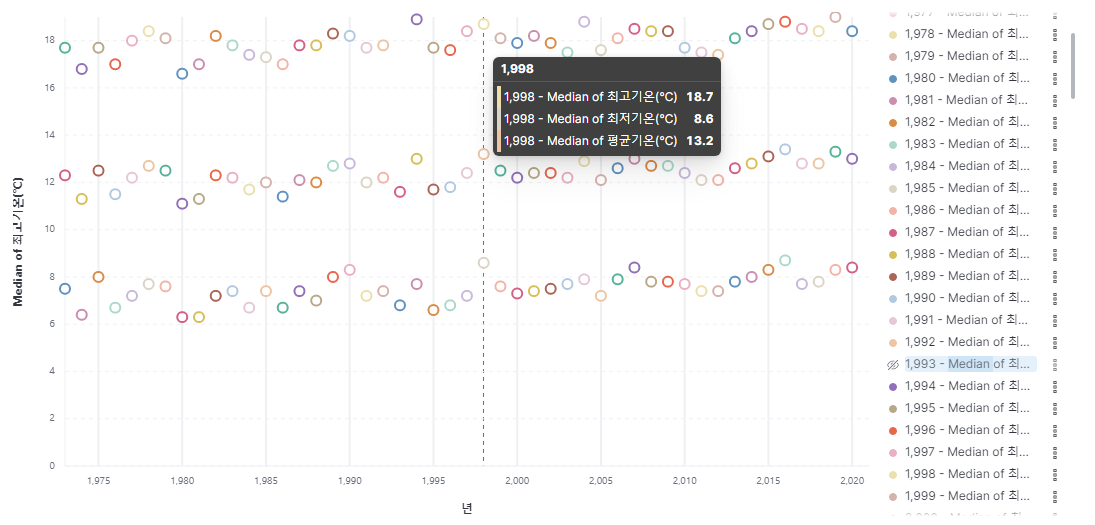 Median of 최고기온(°C)
18
16
14
12
10
8
6
4
2
0
1,975
1,980
1,985
1,990
1,995
2,000
2,005
2,010
2,015
2,020
년
1,998
1,998 - Median of 최고기온(°C) 18.7
1,998 - Median of 최저기온(°C) 8.6
1,998 - Median of 평균기온(°C) 13.2
1,977 - Median of 최...
1,978 - Median of 최...
1,979 - Median of 최...
1,980 - Median of 최...
1,981 - Median of 최...
1,982 - Median of 최...
1,983 - Median of 최...
1,984 - Median of 최...
1,985 - Median of 최...
1,986 - Median of 최...
1,987 - Median of 최...
1,988 - Median of 최...
1,989 - Median of 최...
1,990 - Median of 최...
1,991 - Median of 최...
1,992 - Median of 최...
1,993 - Median of 최...
1,994 - Median of 최...
1,995 - Median of 최...
1,996 - Median of 최...
1,997 - Median of 최...
1,998 - Median of 최...
1,999 - Median of 최...